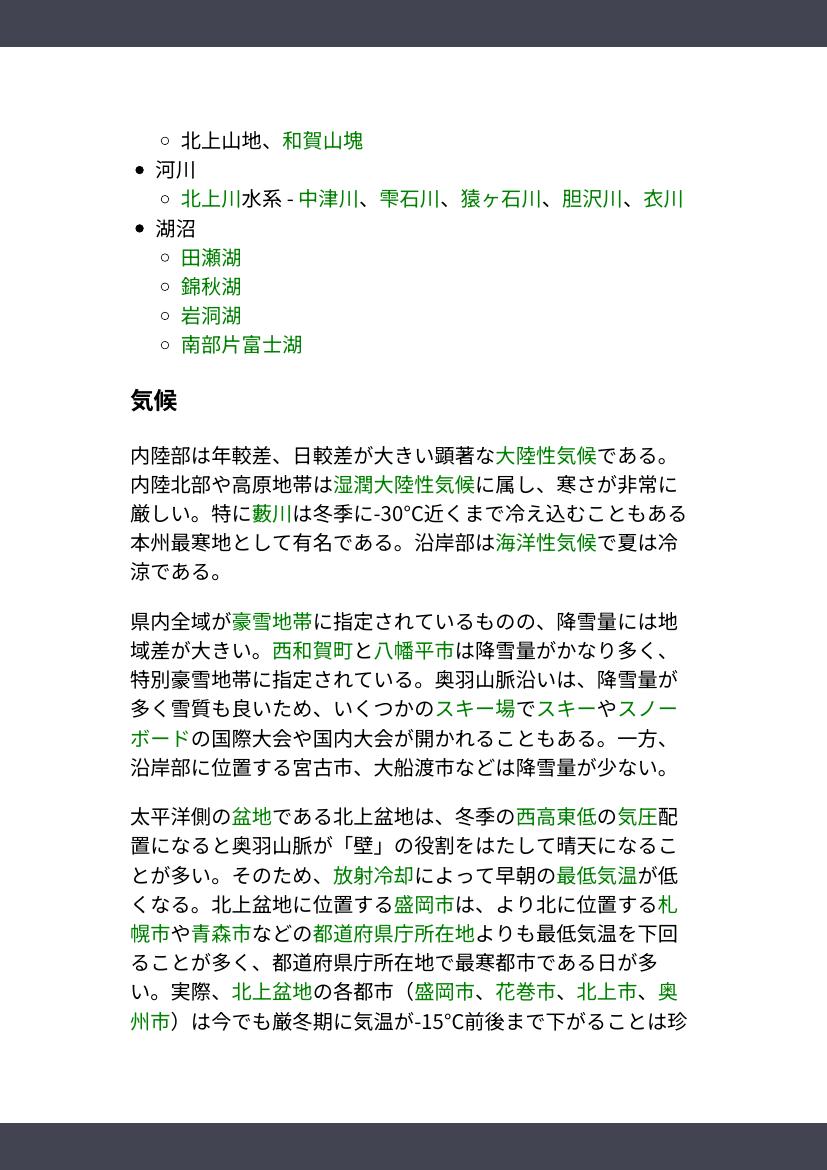 北上山地、和賀山塊
河川
北上川水系 - 中津川、雫石川、猿ヶ石川、胆沢川、衣川
湖沼
田瀬湖
錦秋湖
岩洞湖
南部片富士湖
気候
内陸部は年較差、日較差が大きい顕著な大陸性気候である。
内陸北部や高原地帯は湿潤大陸性気候に属し、寒さが非常に
厳しい。特に藪川は冬季に-30℃近くまで冷え込むこともある
本州最寒地として有名である。沿岸部は海洋性気候で夏は冷
涼である。
県内全域が豪雪地帯に指定されているものの、降雪量には地
域差が大きい。西和賀町と八幡平市は降雪量がかなり多く、
特別豪雪地帯に指定されている。奥羽山脈沿いは、降雪量が
多く雪質も良いため、いくつかのスキー場でスキーやスノー
ボードの国際大会や国内大会が開かれることもある。一方、
沿岸部に位置する宮古市、大船渡市などは降雪量が少ない。
太平洋側の盆地である北上盆地は、冬季の西高東低の気圧配
置になると奥羽山脈が「壁」の役割をはたして晴天になるこ
とが多い。そのため、放射冷却によって早朝の最低気温が低
くなる。北上盆地に位置する盛岡市は、より北に位置する札
幌市や青森市などの都道府県庁所在地よりも最低気温を下回
ることが多く、都道府県庁所在地で最寒都市である日が多
い。実際、北上盆地の各都市（盛岡市、花巻市、北上市、奥
州市）は今でも厳冬期に気温が-15℃前後まで下がることは珍